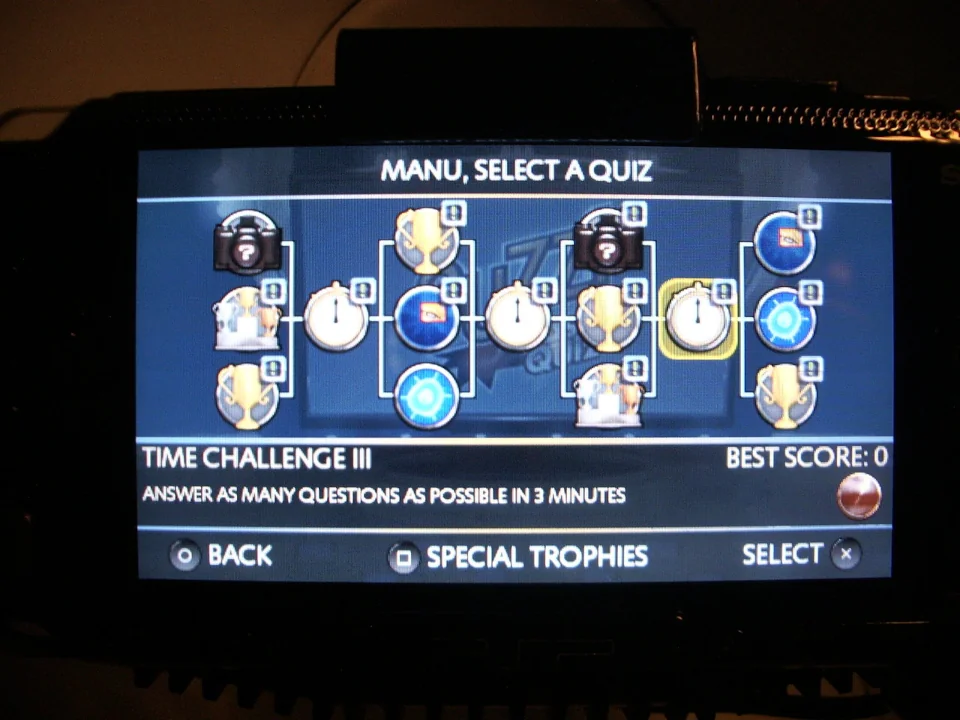 MANU, SELECT A QUIZ
QUIZ
TIME CHALLENGE III
BEST SCORE: 0
ANSWER AS MANY QUESTIONS AS POSSIBLE IN 3 MINUTES
BACK
SPECIAL TROPHIES
SELECT